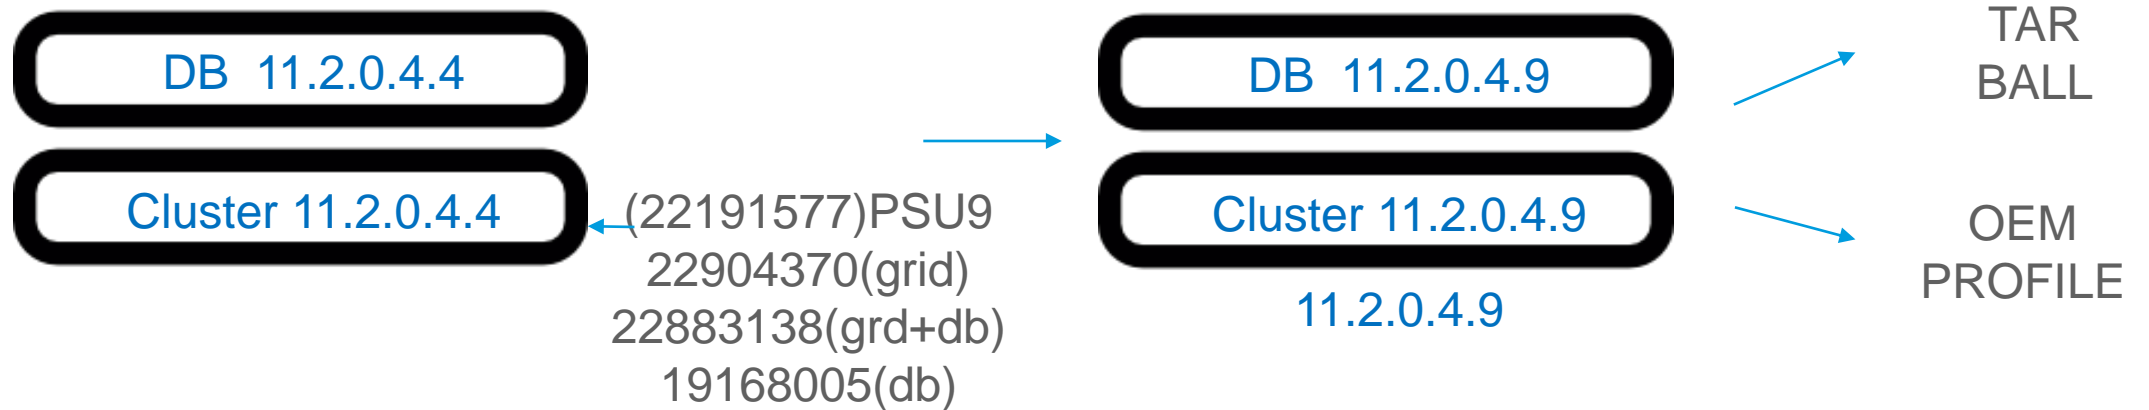 DB 11.2.0.4.4
Cluster 11.2.0.4.4
(22191577)PSU9
22904370(grid)
22883138(grd+db)
19168005(db)
DB 11.2.0.4.9
Cluster 11.2.0.4.9
11.2.0.4.9
TAR
BALL
OEM
PROFILE